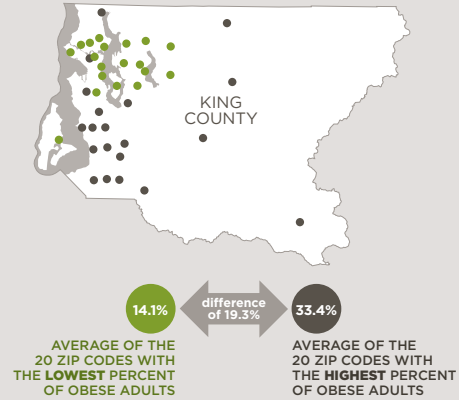 KING
COUNTY
14.1%
difference
of 19.3%
33.4%
AVERAGE OF THE
20 ZIP CODES WITH
THE LOWEST PERCENT
OF OBESE ADULTS
AVERAGE OF THE
20 ZIP CODES WITH
THE HIGHEST PERCENT
OF OBESE ADULTS